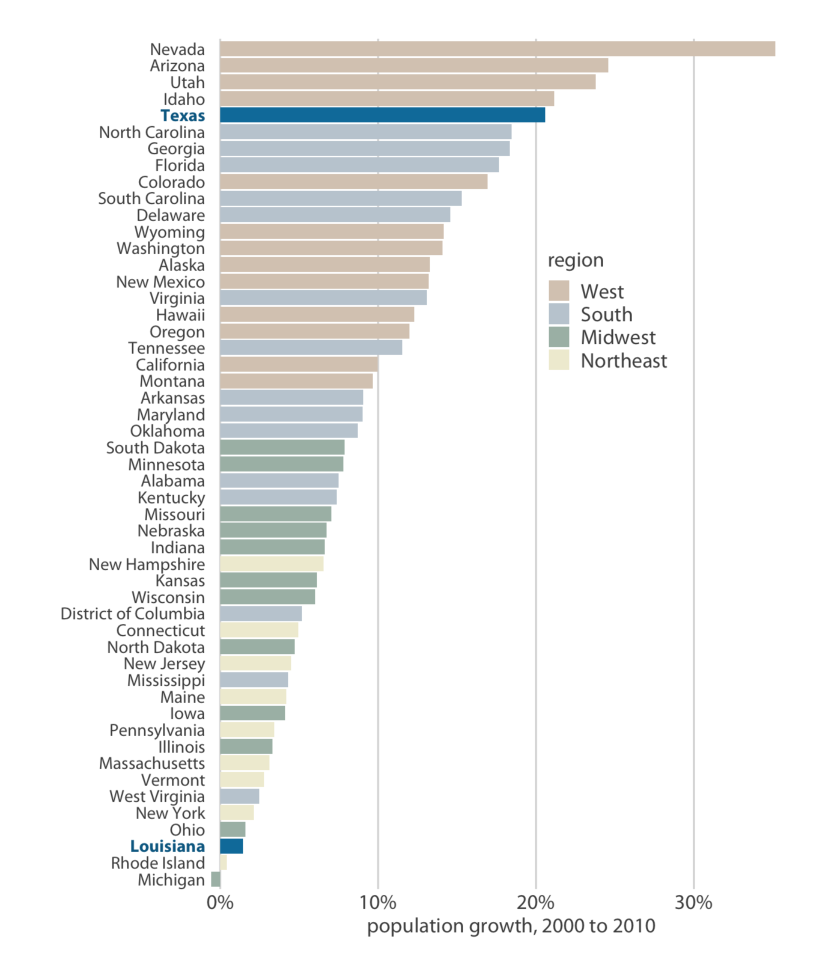 Nevada
Arizona
Utah
Idaho
Texas
North Carolina
Georgia
Florida
Colorado
South Carolina
Delaware
Wyoming
Washington
Alaska
New Mexico
Virginia
Hawaii
Oregon
Tennessee
California
Montana
Arkansas
Maryland
Oklahoma
South Dakota
Minnesota
Alabama
Kentucky
Missouri
Nebraska
Indiana
New Hampshire
Kansas
Wisconsin
District of Columbia
Connecticut
North Dakota
New Jersey
Mississippi
Maine
Iowa
Pennsylvania
Illinois
Massachusetts
Vermont
West Virginia
New York
Ohio
Louisiana
Rhode Island
Michigan
region
West
South
Midwest
Northeast
0% 10% 20% 30%
population growth, 2000 to 2010